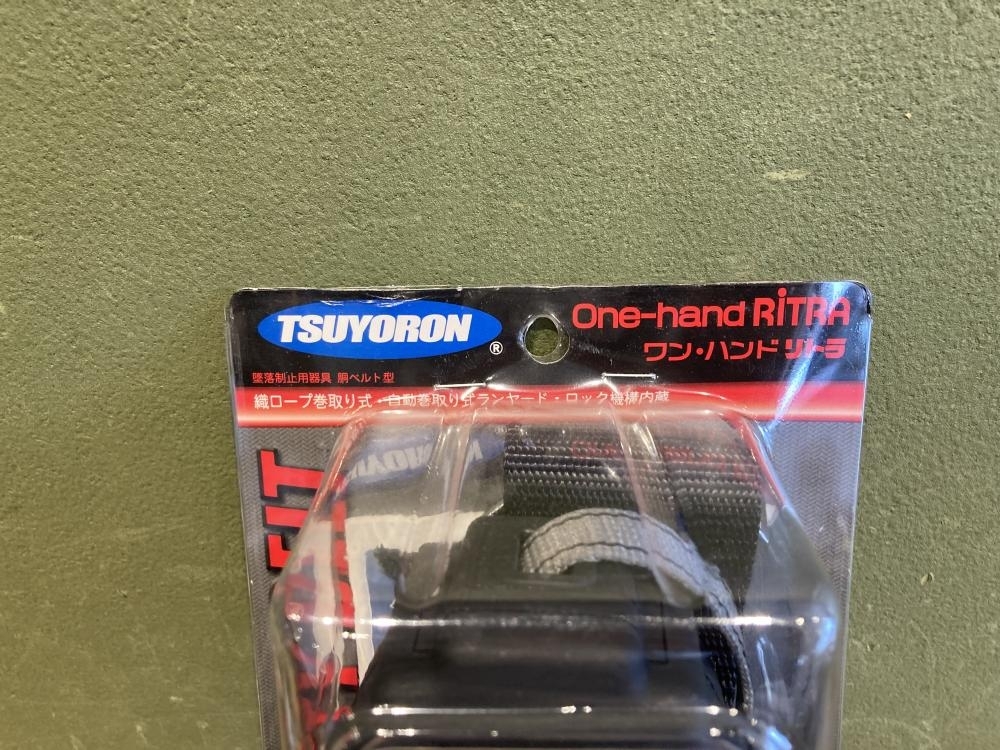 TSUYORON
®
One-hand RiTRA
ワン・ハンド リトラ
墜落制止用器具 胴ベルト型
織ロープ巻取り式・自動巻取り式ランヤード・ロック機構内蔵
FIT